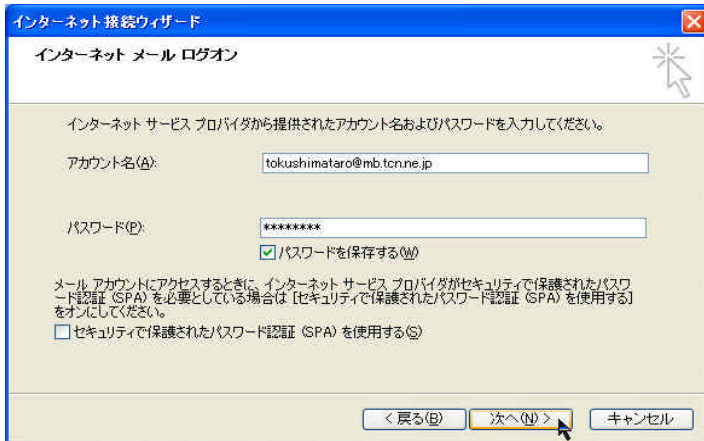 インターネット接続ウィザード
インターネット メール ログオン
インターネット サービス プロバイダから提供されたアカウント名およびパスワードを入力してください。
アカウント名(A):
tokushimataro@mb.tcn.ne.jp
パスワード(P):
********
パスワードを保存する(W)
メール アカウントにアクセスするときに、インターネット サービス プロバイダがセキュリティで保護されたパスワ
ード認証 (SPA) を必要としている場合は [セキュリティで保護されたパスワード認証 (SPA) を使用する]
をオンにしてください。
セキュリティで保護されたパスワード認証 (SPA) を使用する(S)
< 戻る(B)
次へ(N) >
キャンセル